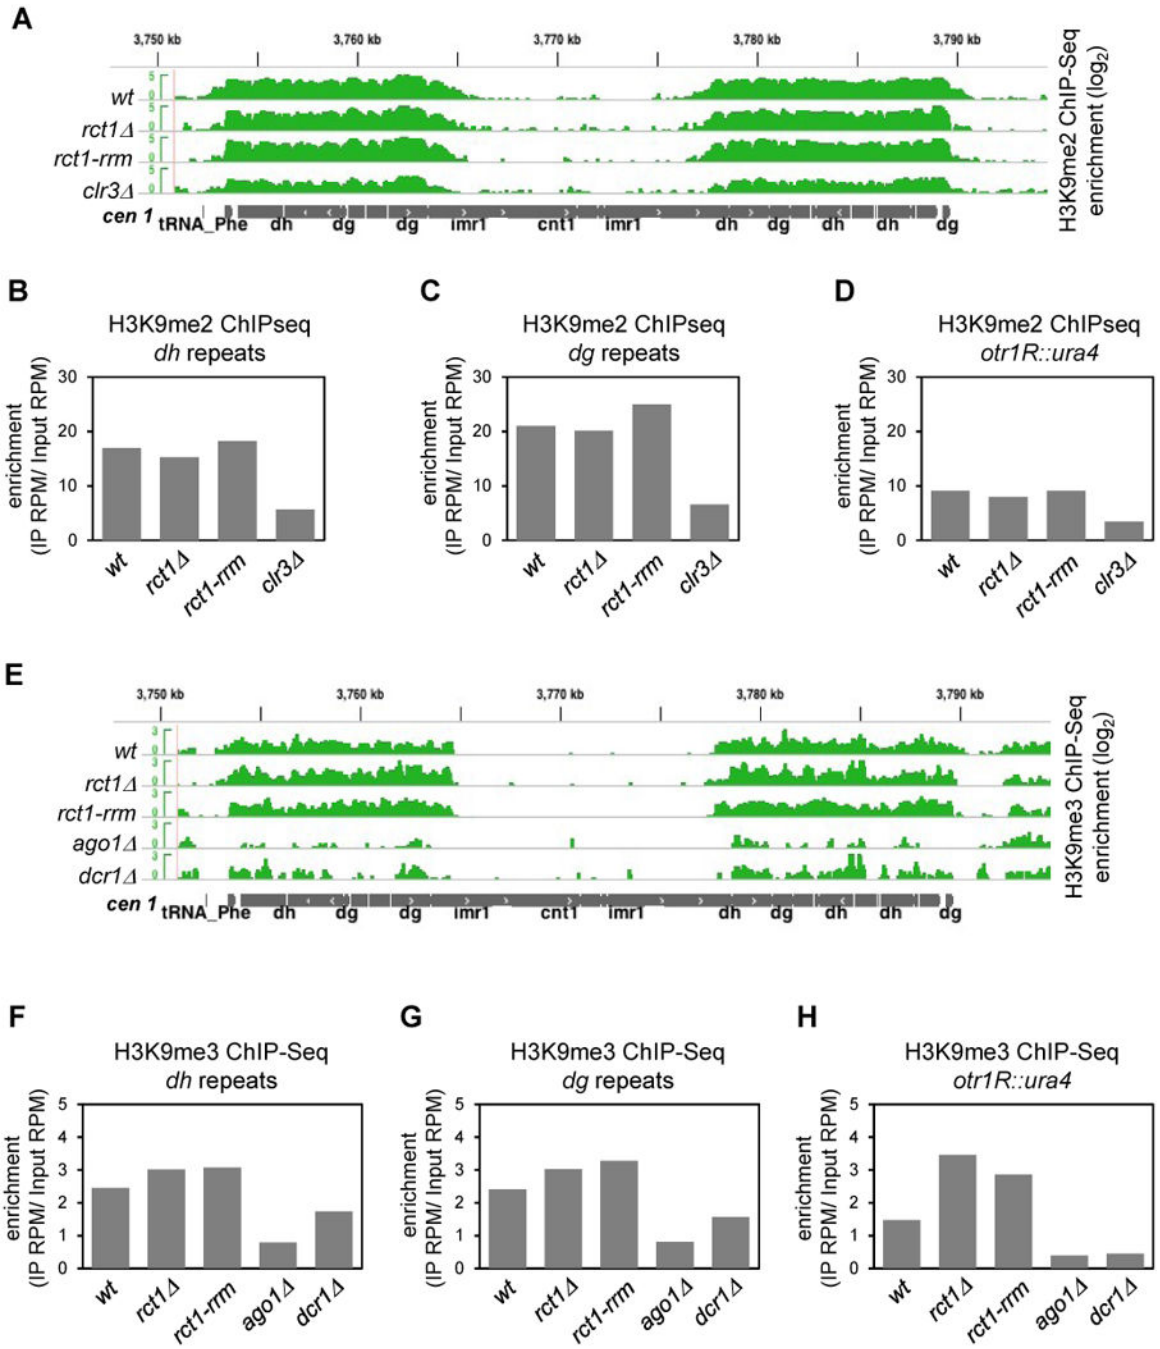 A
3,750 kb 3,760 kb 3,770 kb 3,780 kb 3,790 kb
wt 5 0
rct1Δ 5 0
rct1-rrm 5 0
clr3Δ 5 0
H3K9me2 ChIP-Seq
enrichment (log2)
cen 1 tRNA_Phe dh dg dg imr1 cnt1 imr1 dh dg dh dh dg
B
H3K9me2 ChIPseq
dh repeats
enrichment
(IP RPM/ Input RPM)
30
20
10
0
wt rct1Δ rct1-rrm clr3Δ
C
H3K9me2 ChIPseq
dg repeats
enrichment
(IP RPM/ Input RPM)
30
20
10
0
wt rct1Δ rct1-rrm clr3Δ
D
H3K9me2 ChIPseq
otr1R::ura4
enrichment
(IP RPM/ Input RPM)
30
20
10
0
wt rct1Δ rct1-rrm clr3Δ
E
3,750 kb 3,760 kb 3,770 kb 3,780 kb 3,790 kb
wt 3 0
rct1Δ 3 0
rct1-rrm 3 0
ago1Δ 3 0
dcr1Δ 3 0
H3K9me3 ChIP-Seq
enrichment (log2)
cen 1 tRNA_Phe dh dg dg imr1 cnt1 imr1 dh dg dh dh dg
F
H3K9me3 ChIP-Seq
dh repeats
enrichment
(IP RPM/ Input RPM)
5
4
3
2
1
0
wt rct1Δ rct1-rrm ago1Δ dcr1Δ
G
H3K9me3 ChIP-Seq
dg repeats
enrichment
(IP RPM/ Input RPM)
5
4
3
2
1
0
wt rct1Δ rct1-rrm ago1Δ dcr1Δ
H
H3K9me3 ChIP-Seq
otr1R::ura4
enrichment
(IP RPM/ Input RPM)
5
4
3
2
1
0
wt rct1Δ rct1-rrm ago1Δ dcr1Δ